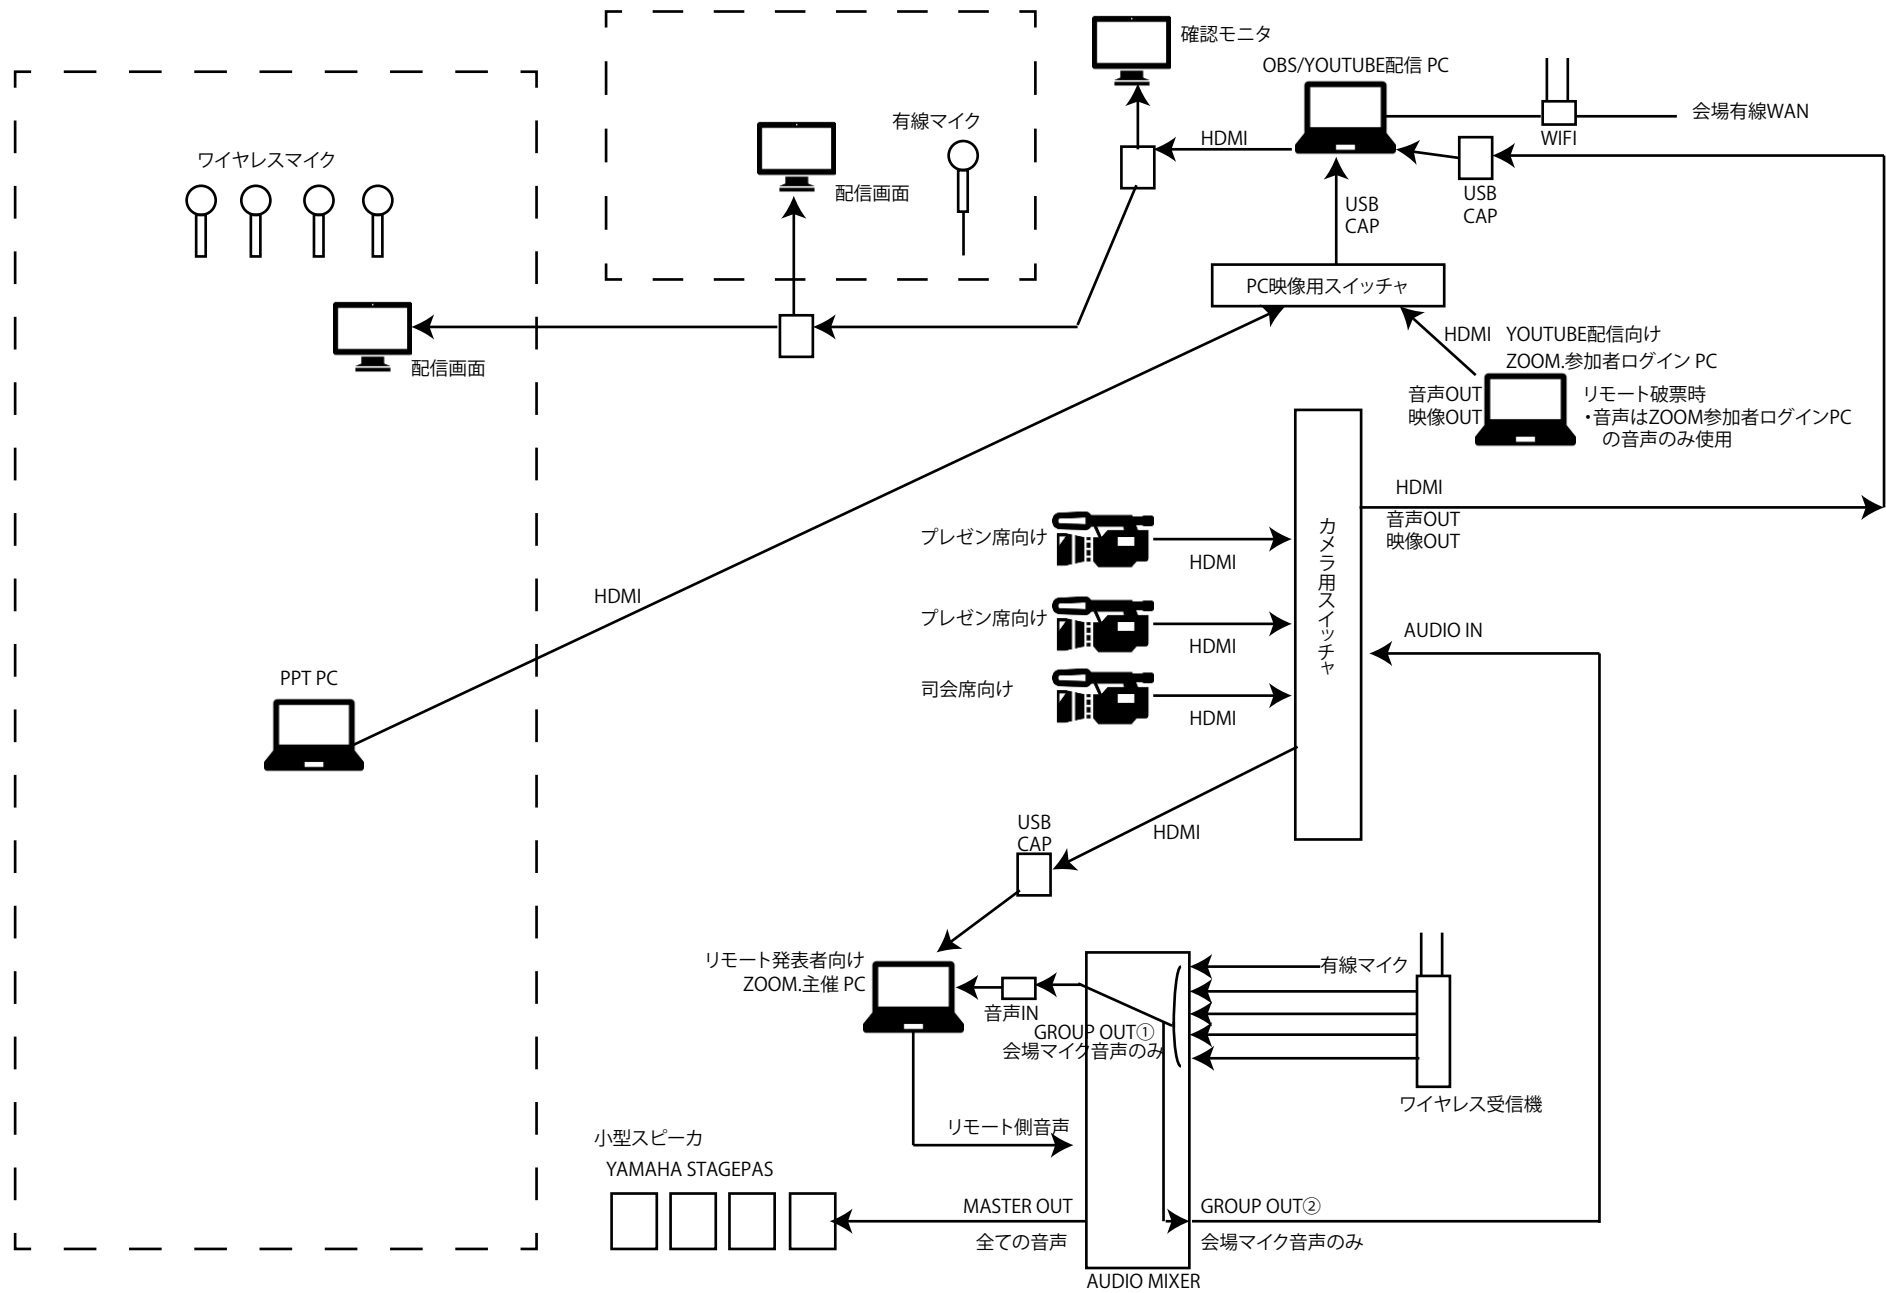 確認モニタ
OBS/YOUTUBE配信 PC
会場有線WAN
WIFI
HDMI
USB
CAP
USB
CAP
有線マイク
配信画面
ワイヤレスマイク
配信画面
PC映像用スイッチャ
HDMI
YOUTUBE配信向け
ZOOM.参加者ログイン PC
音声OUT
映像OUT
リモート破票時
・音声はZOOM参加者ログインPC
の音声のみ使用
HDMI
音声OUT
映像OUT
カメラ用スイッチャ
プレゼン席向け
HDMI
プレゼン席向け
HDMI
司会席向け
HDMI
AUDIO IN
HDMI
PPT PC
USB
CAP
HDMI
リモート発表者向け
ZOOM.主催 PC
音声IN
GROUP OUT①
会場マイク音声のみ
有線マイク
ワイヤレス受信機
リモート側音声
小型スピーカ
YAMAHA STAGEPAS
MASTER OUT
全ての音声
GROUP OUT②
会場マイク音声のみ
AUDIO MIXER